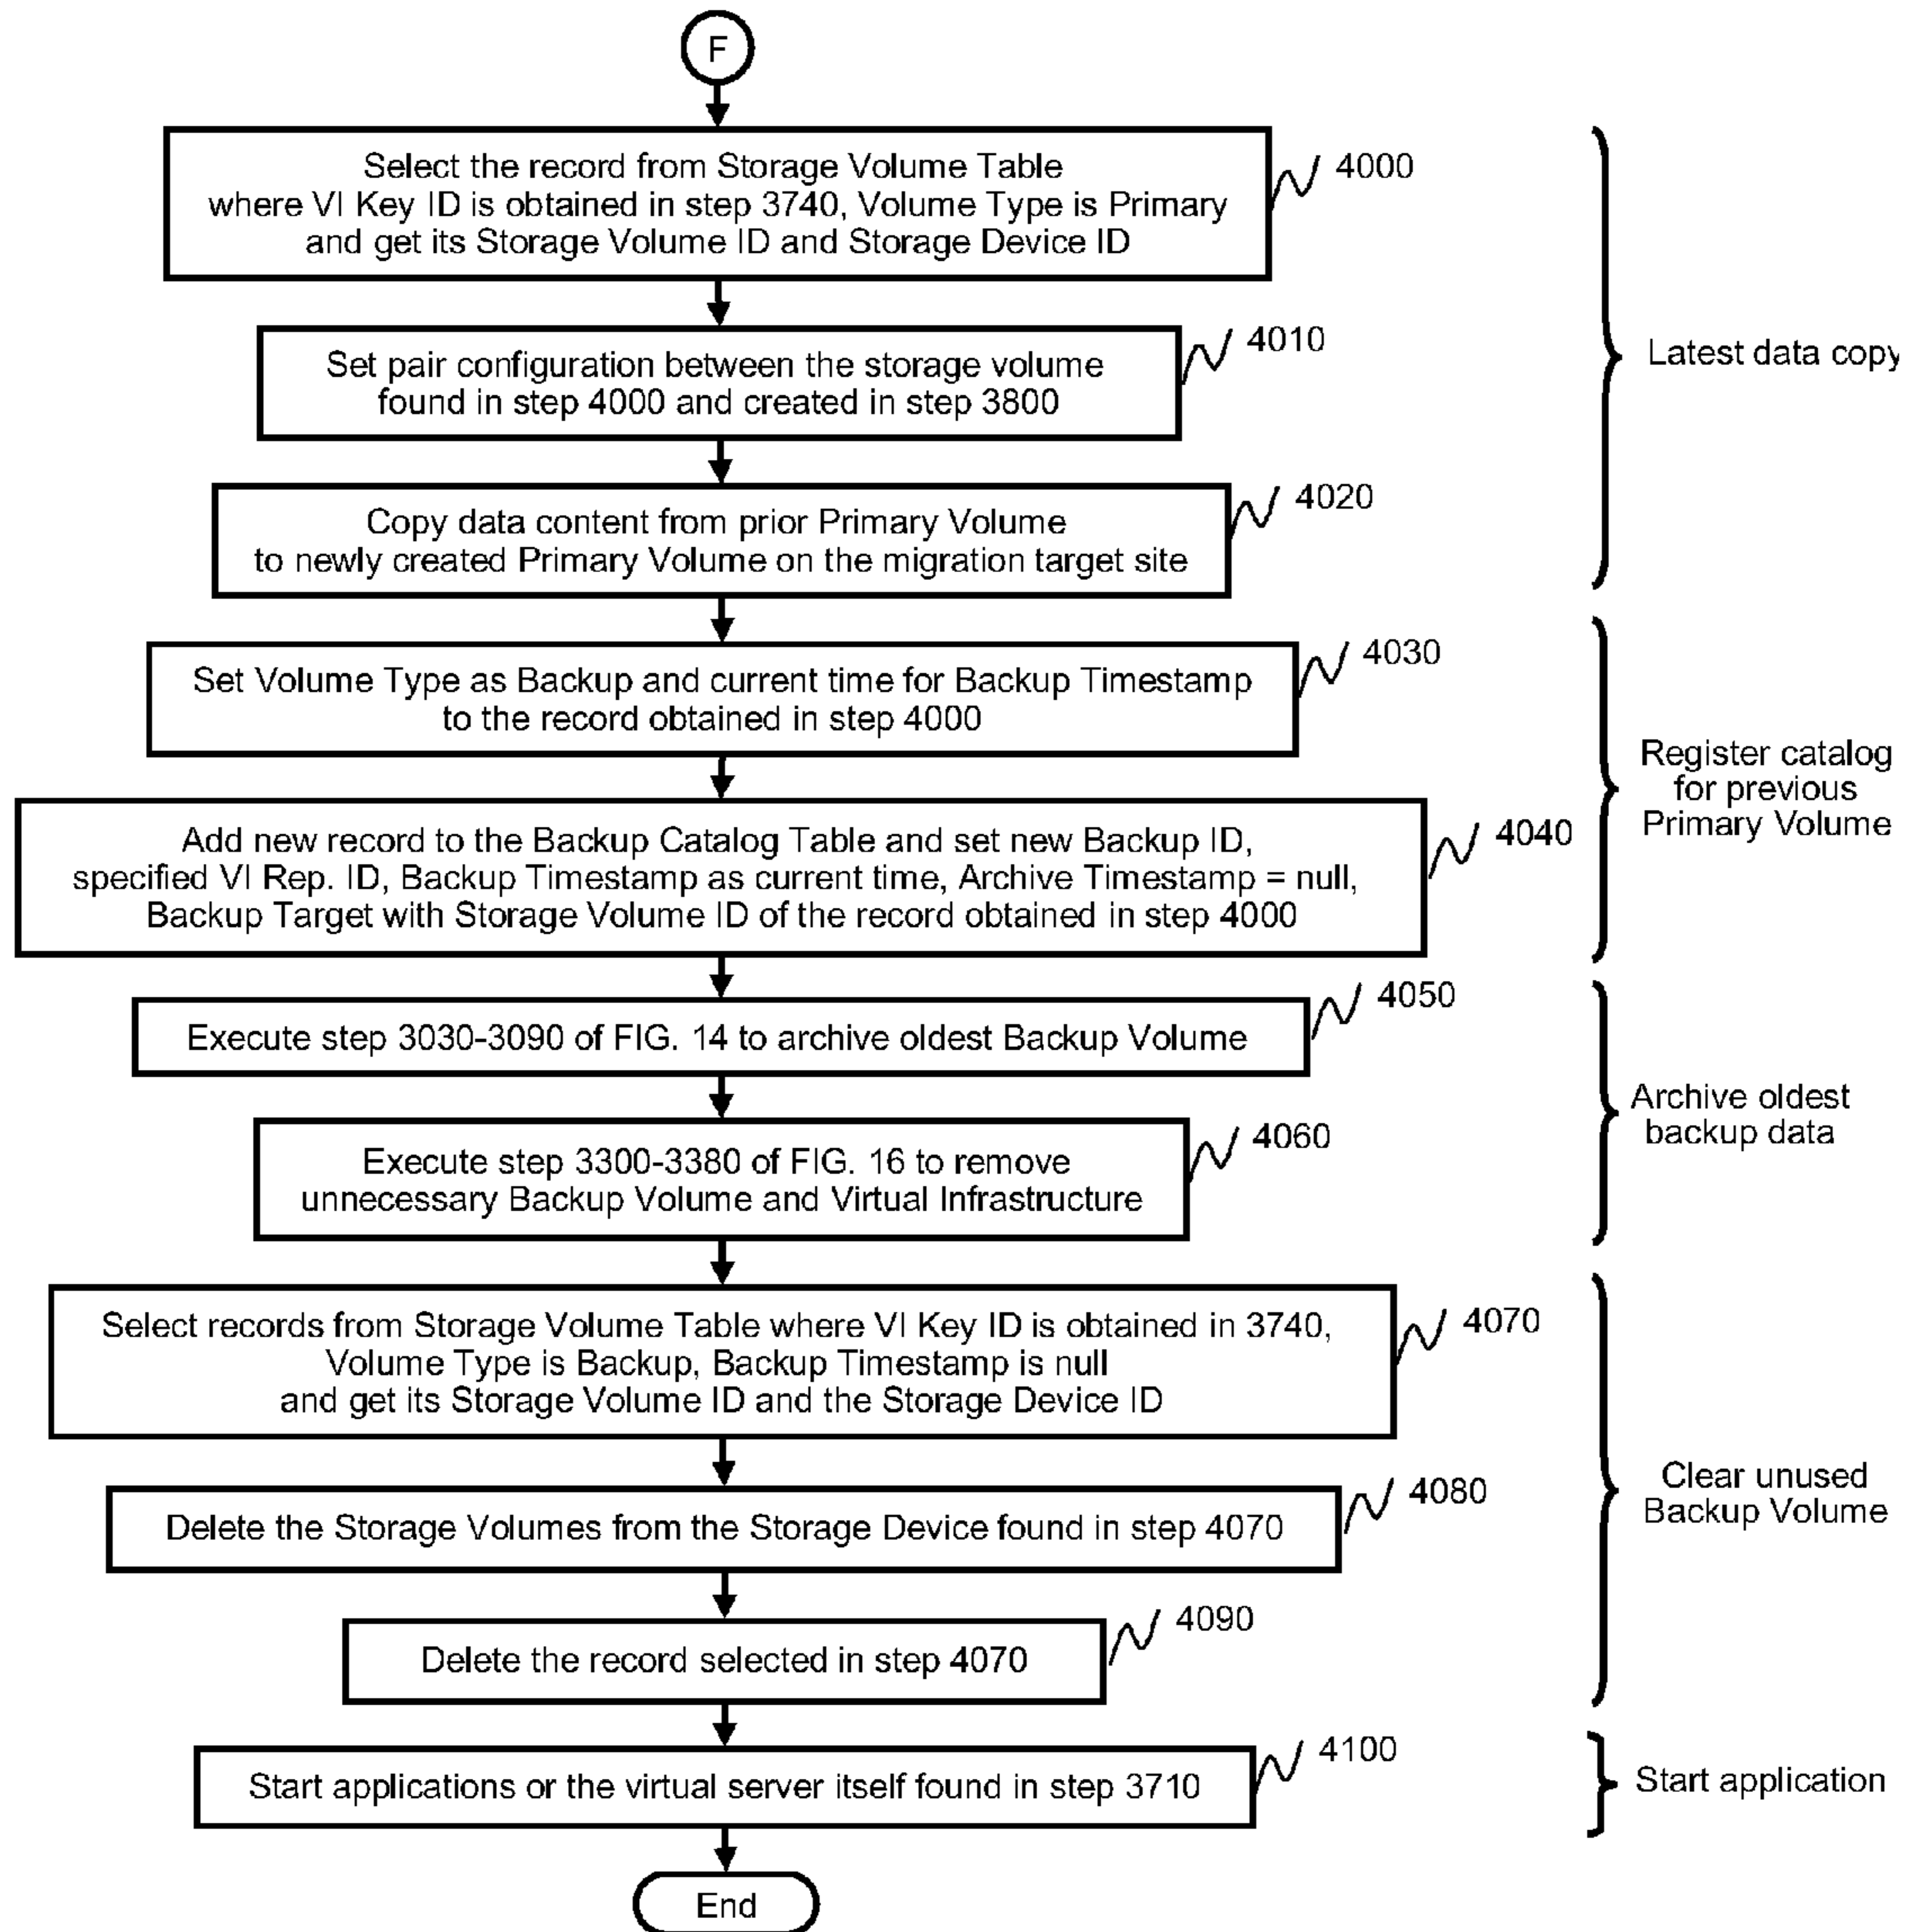 F
Select the record from Storage Volume Table
where VI Key ID is obtained in step 3740, Volume Type is Primary
and get its Storage Volume ID and Storage Device ID
4000
Set pair configuration between the storage volume
found in step 4000 and created in step 3800
4010
Latest data copy
Copy data content from prior Primary Volume
to newly created Primary Volume on the migration target site
4020
Set Volume Type as Backup and current time for Backup Timestamp
to the record obtained in step 4000
4030
Register catalog
for previous
Primary Volume
Add new record to the Backup Catalog Table and set new Backup ID,
specified VI Rep. ID, Backup Timestamp as current time, Archive Timestamp = null,
Backup Target with Storage Volume ID of the record obtained in step 4000
4040
Execute step 3030-3090 of FIG. 14 to archive oldest Backup Volume
4050
Archive oldest
backup data
Execute step 3300-3380 of FIG. 16 to remove
unnecessary Backup Volume and Virtual Infrastructure
4060
Select records from Storage Volume Table where VI Key ID is obtained in 3740,
Volume Type is Backup, Backup Timestamp is null
and get its Storage Volume ID and the Storage Device ID
4070
Clear unused
Backup Volume
Delete the Storage Volumes from the Storage Device found in step 4070
4080
Delete the record selected in step 4070
4090
Start applications or the virtual server itself found in step 3710
4100
Start application
End